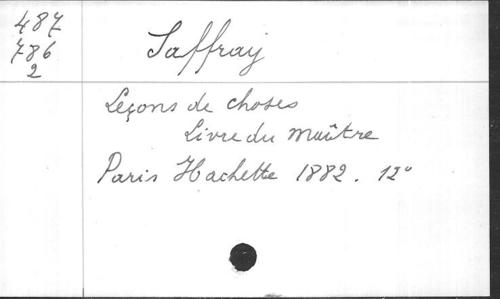 487
786
2
Saffray
Leçons de choses
Livre du maître
Paris Hachette 1882. 12°